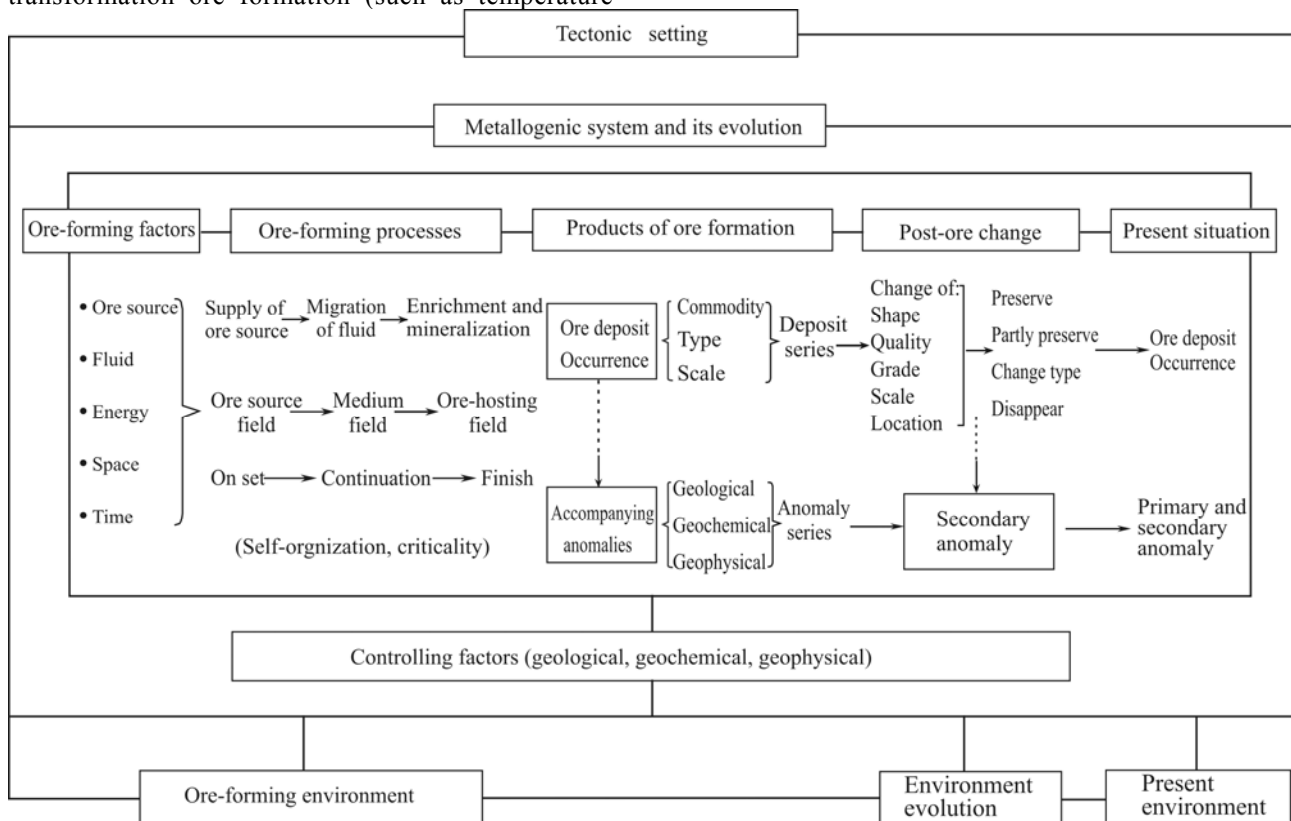 transformation ore formation (such as temperature
Tectonic setting
Metallogenic system and its evolution
Ore-forming factors
Ore-forming processes
Products of ore formation
Post-ore change
Present situation
• Ore source
• Fluid
• Energy
• Space
• Time
Supply of
ore source
Migration
of fluid
Enrichment and
mineralization
Ore source
field
Medium
field
Ore-hosting
field
On set
Continuation
Finish
(Self-orgnization, criticality)
Ore deposit
Occurrence
Commodity
Type
Scale
Deposit
series
Accompanying
anomalies
Geological
Geochemical
Geophysical
Anomaly
series
Change of:
Shape
Quality
Grade
Scale
Location
Preserve
Partly preserve
Change type
Disappear
Ore deposit
Occurrence
Secondary
anomaly
Primary and
secondary
anomaly
Controlling factors (geological, geochemical, geophysical)
Ore-forming environment
Environment
evolution
Present
environment